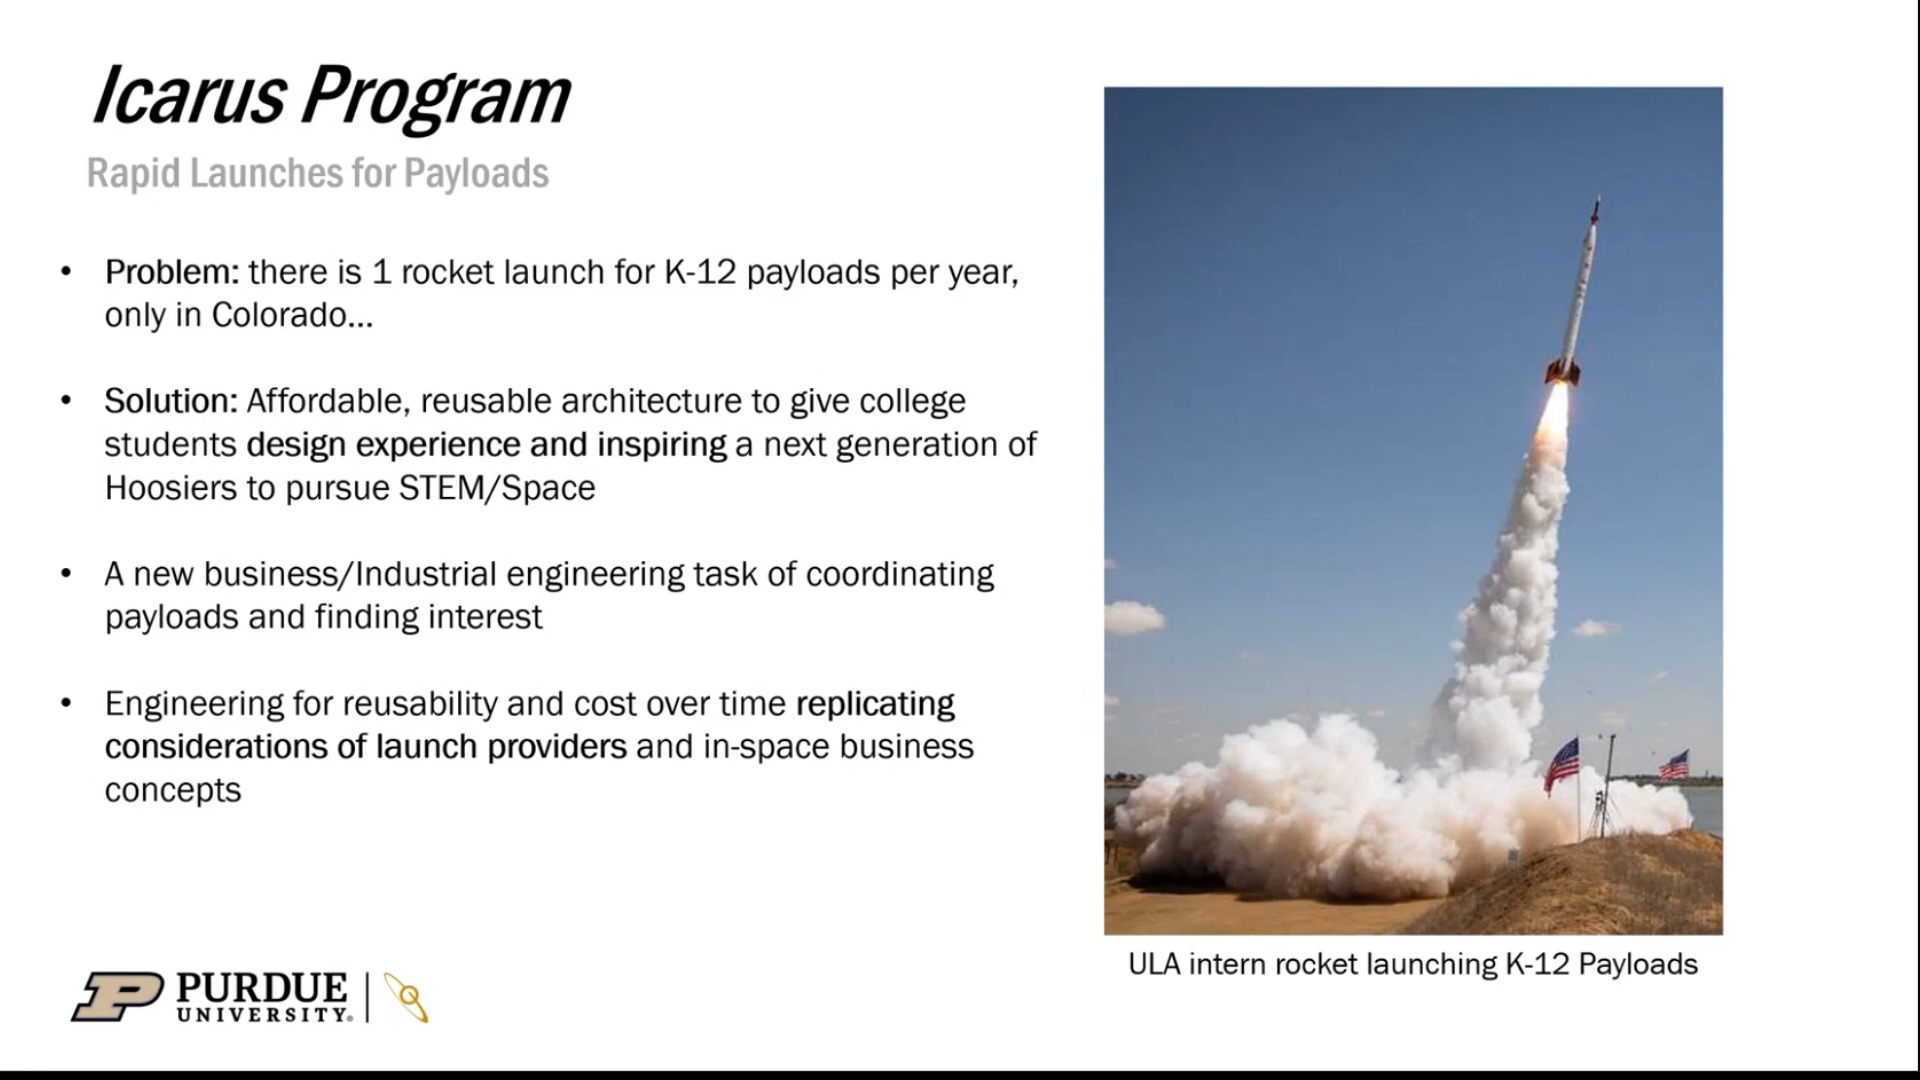 Icarus Program
Rapid Launches for Payloads
• Problem: there is 1 rocket launch for K-12 payloads per year,
only in Colorado...
• Solution: Affordable, reusable architecture to give college
students design experience and inspiring a next generation of
Hoosiers to pursue STEM/Space
• A new business/Industrial engineering task of coordinating
payloads and finding interest
• Engineering for reusability and cost over time replicating
considerations of launch providers and in-space business
concepts
ULA intern rocket launching K-12 Payloads
P PURDUE
UNIVERSITY®